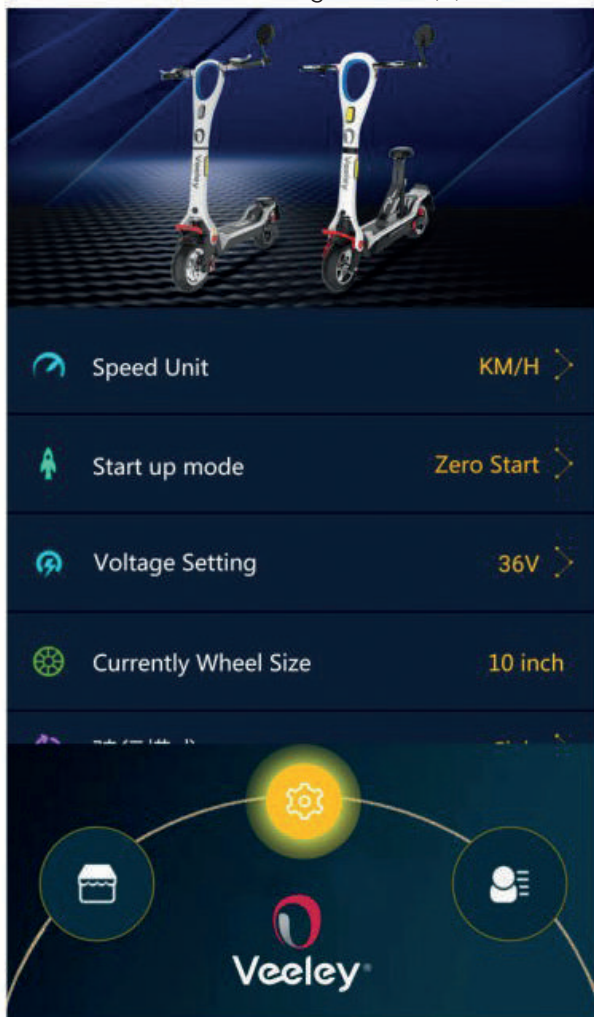 Veeley
Veeley
Speed Unit KM/H
Start up mode Zero Start
Voltage Setting 36V
Currently Wheel Size 10 inch
Veeley®